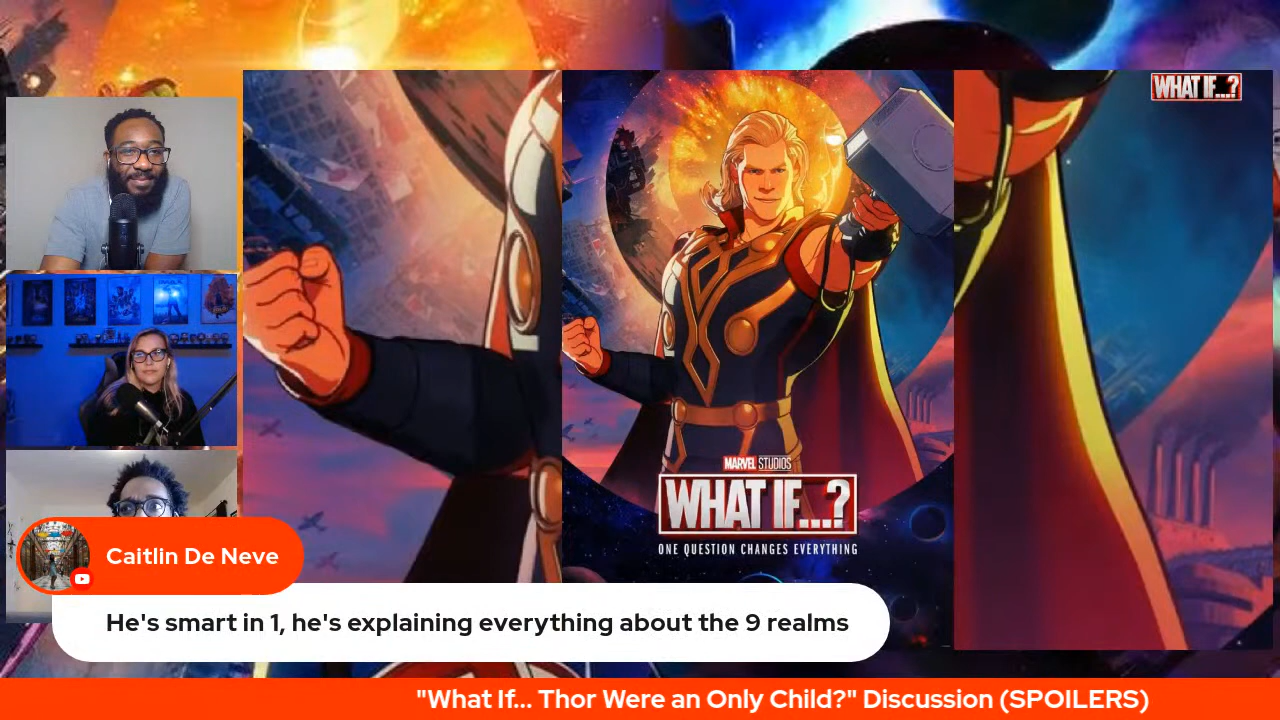 WHAT IF...?
MARVEL STUDIOS
WHAT IF...?
ONE QUESTION CHANGES EVERYTHING
Caitlin De Neve
He's smart in 1, he's explaining everything about the 9 realms
"What If... Thor Were an Only Child?" Discussion (SPOILERS)